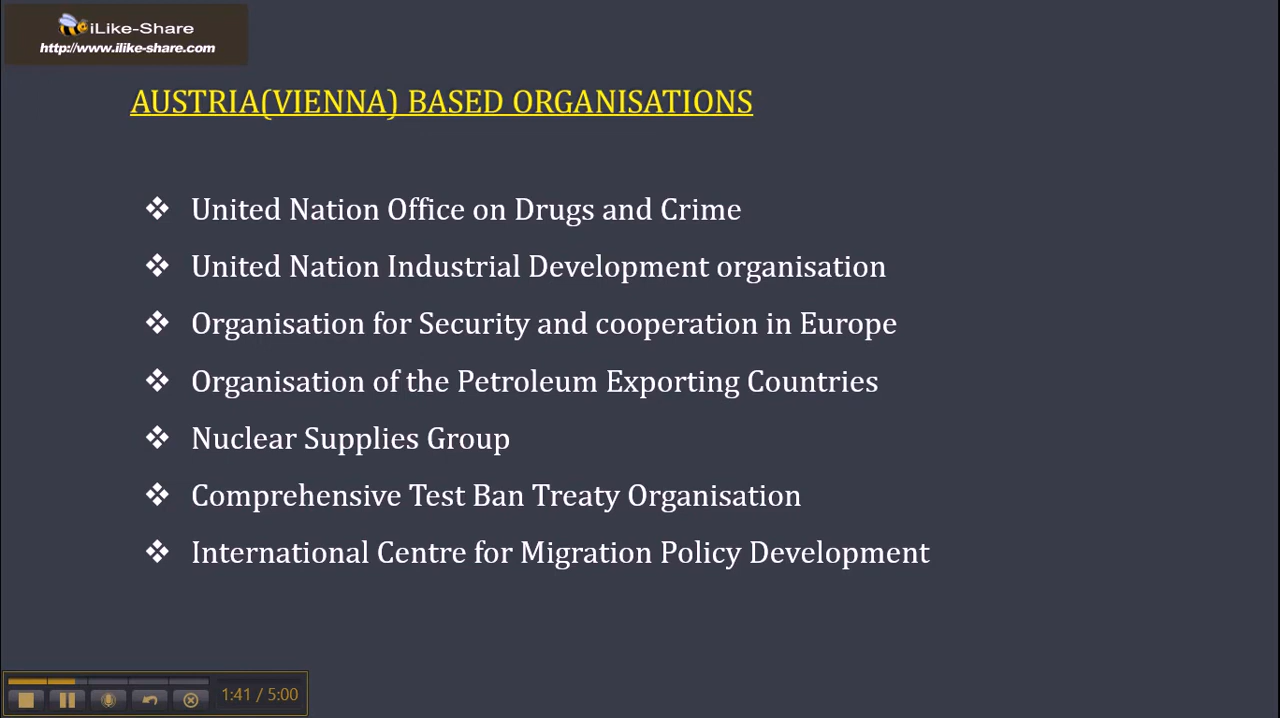 iLike-Share
http://www.ilike-share.com
AUSTRIA(VIENNA) BASED ORGANISATIONS
❖ United Nation Office on Drugs and Crime
❖ United Nation Industrial Development organisation
❖ Organisation for Security and cooperation in Europe
❖ Organisation of the Petroleum Exporting Countries
❖ Nuclear Supplies Group
❖ Comprehensive Test Ban Treaty Organisation
❖ International Centre for Migration Policy Development
1:41 / 5:00